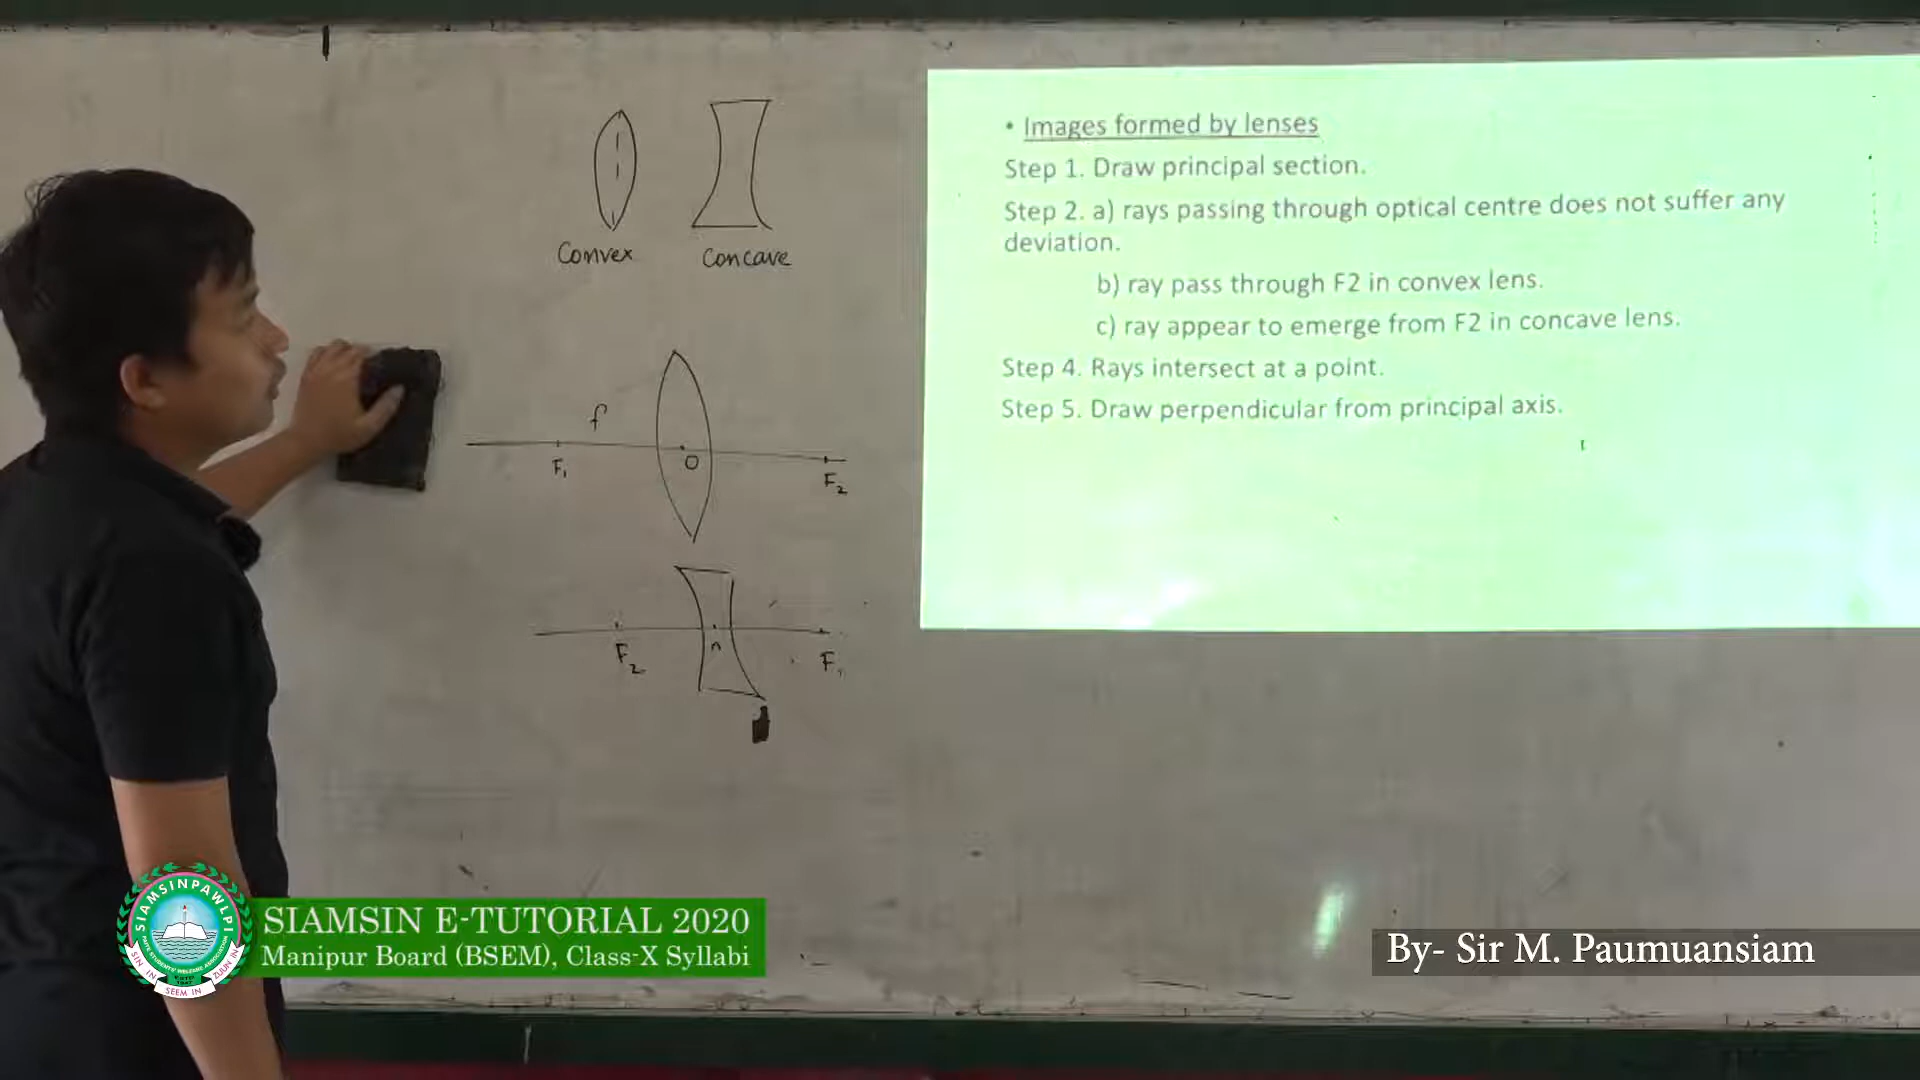 Convex
Concave
f
F₁
O
F₂
F₂
F₁
• Images formed by lenses
Step 1. Draw principal section.
Step 2. a) rays passing through optical centre does not suffer any
deviation.
b) ray pass through F2 in convex lens.
c) ray appear to emerge from F2 in concave lens.
Step 4. Rays intersect at a point.
Step 5. Draw perpendicular from principal axis.
SIAMSINPAWLPI
SEEM IN
SIAMSIN E-TUTORIAL 2020
Manipur Board (BSEM), Class-X Syllabi
By- Sir M. Paumuansiam